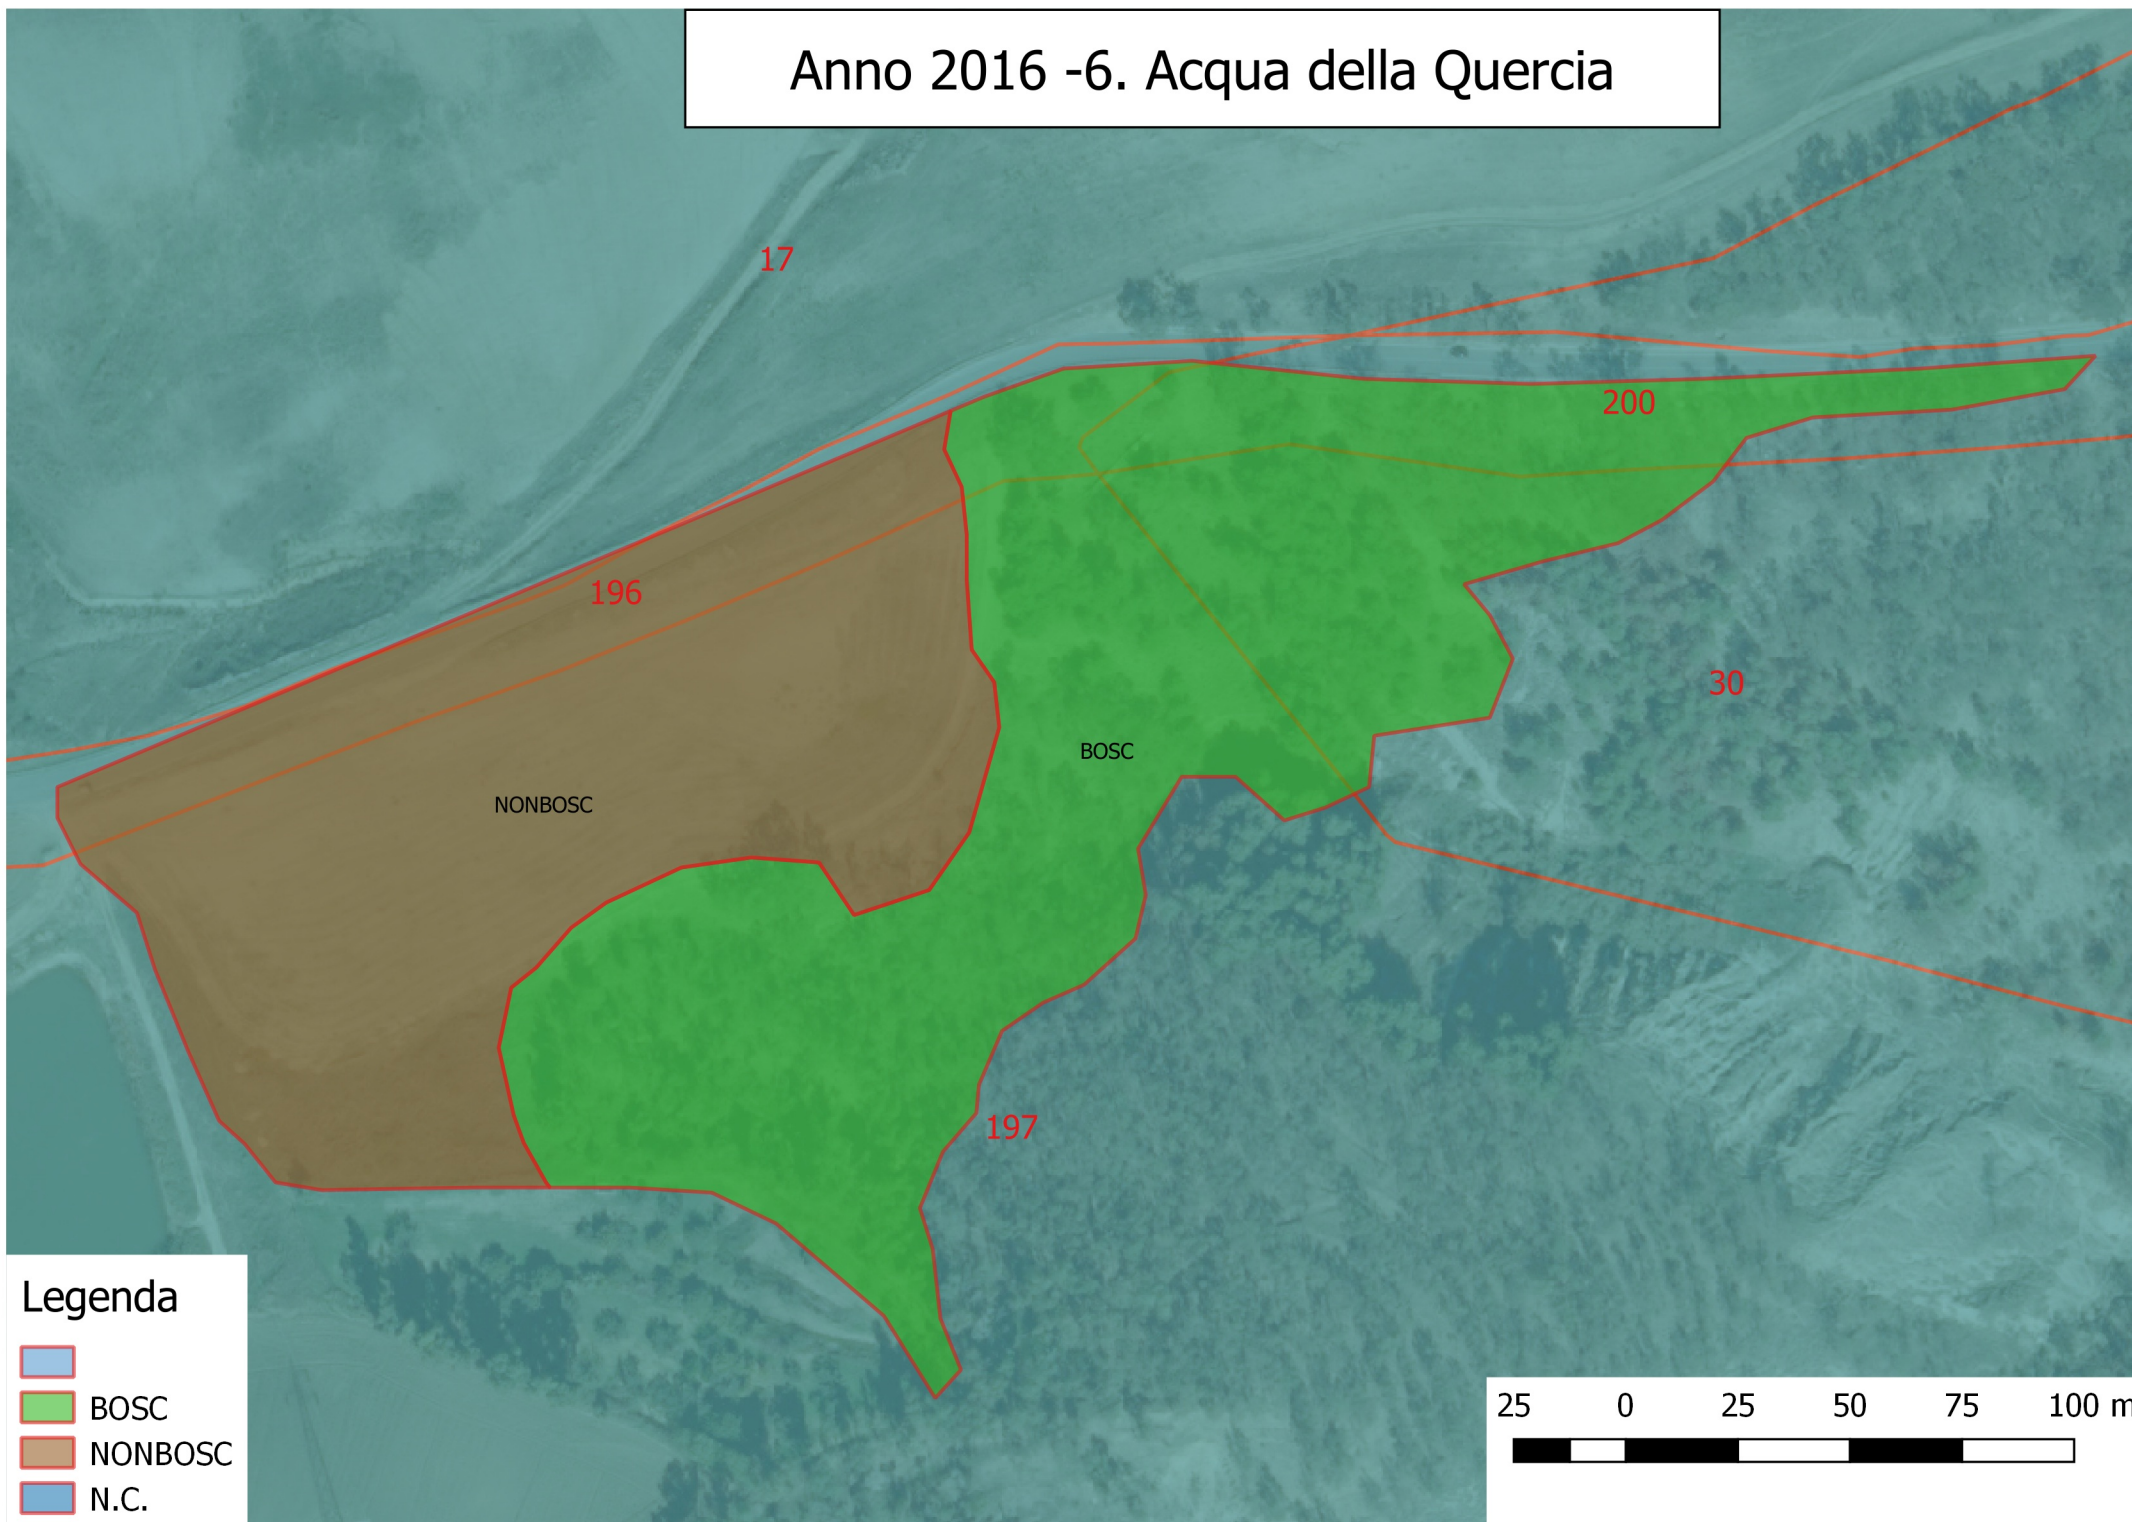 Anno 2016 -6. Acqua della Quercia
17
200
196
30
BOSC
NONBOSC
197
Legenda
BOSC
NONBOSC
N.C.
25 0 25 50 75 100 m